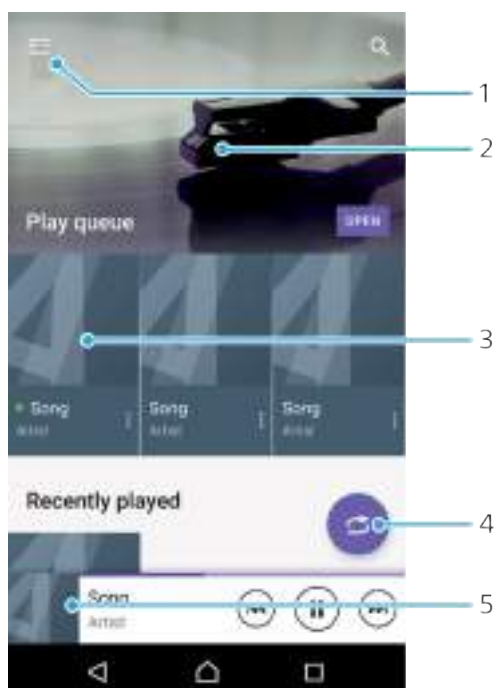 1
2
Play queue OPEN
3
Song Song Song
Artist Artist Artist
Recently played
4
Song
5
Artist